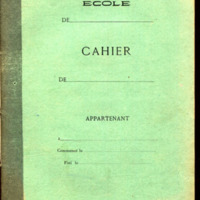 ECOLE
DE
CAHIER
DE
APPARTENANT
A
Commencé le
Fini le